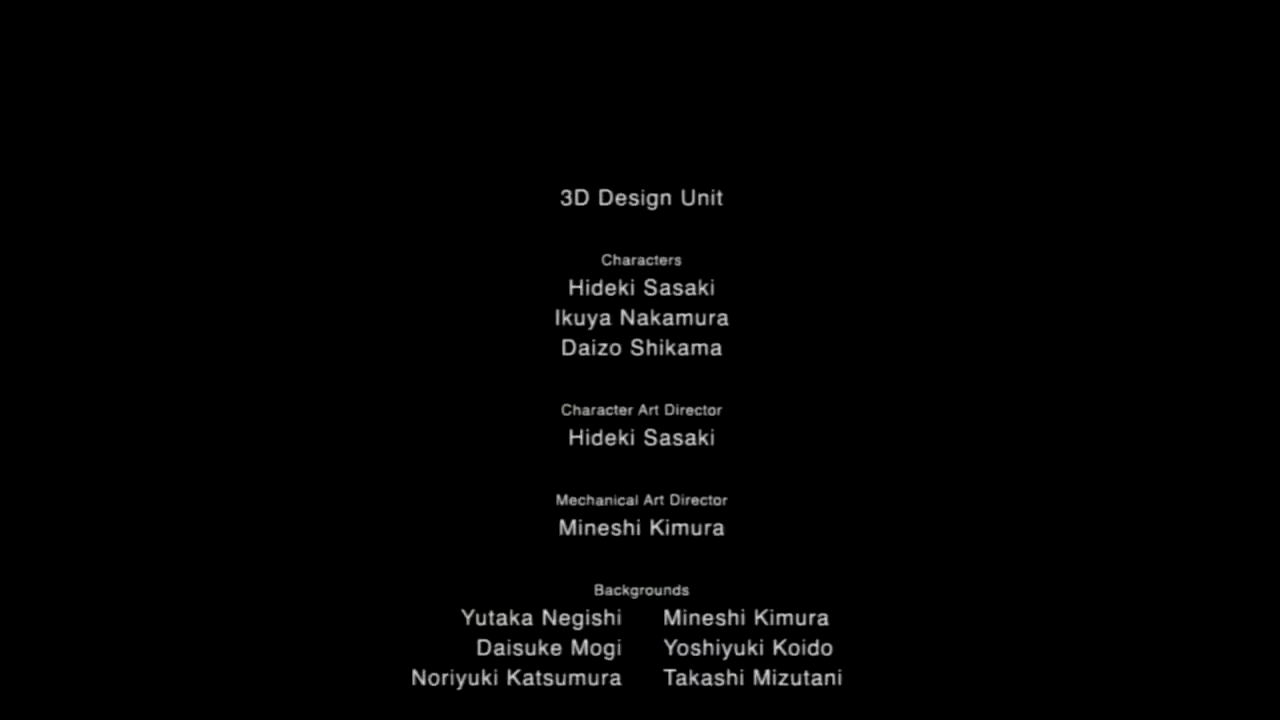 3D Design Unit
Characters
Hideki Sasaki
Ikuya Nakamura
Daizo Shikama
Character Art Director
Hideki Sasaki
Mechanical Art Director
Mineshi Kimura
Backgrounds
Yutaka Negishi Mineshi Kimura
Daisuke Mogi Yoshiyuki Koido
Noriyuki Katsumura Takashi Mizutani